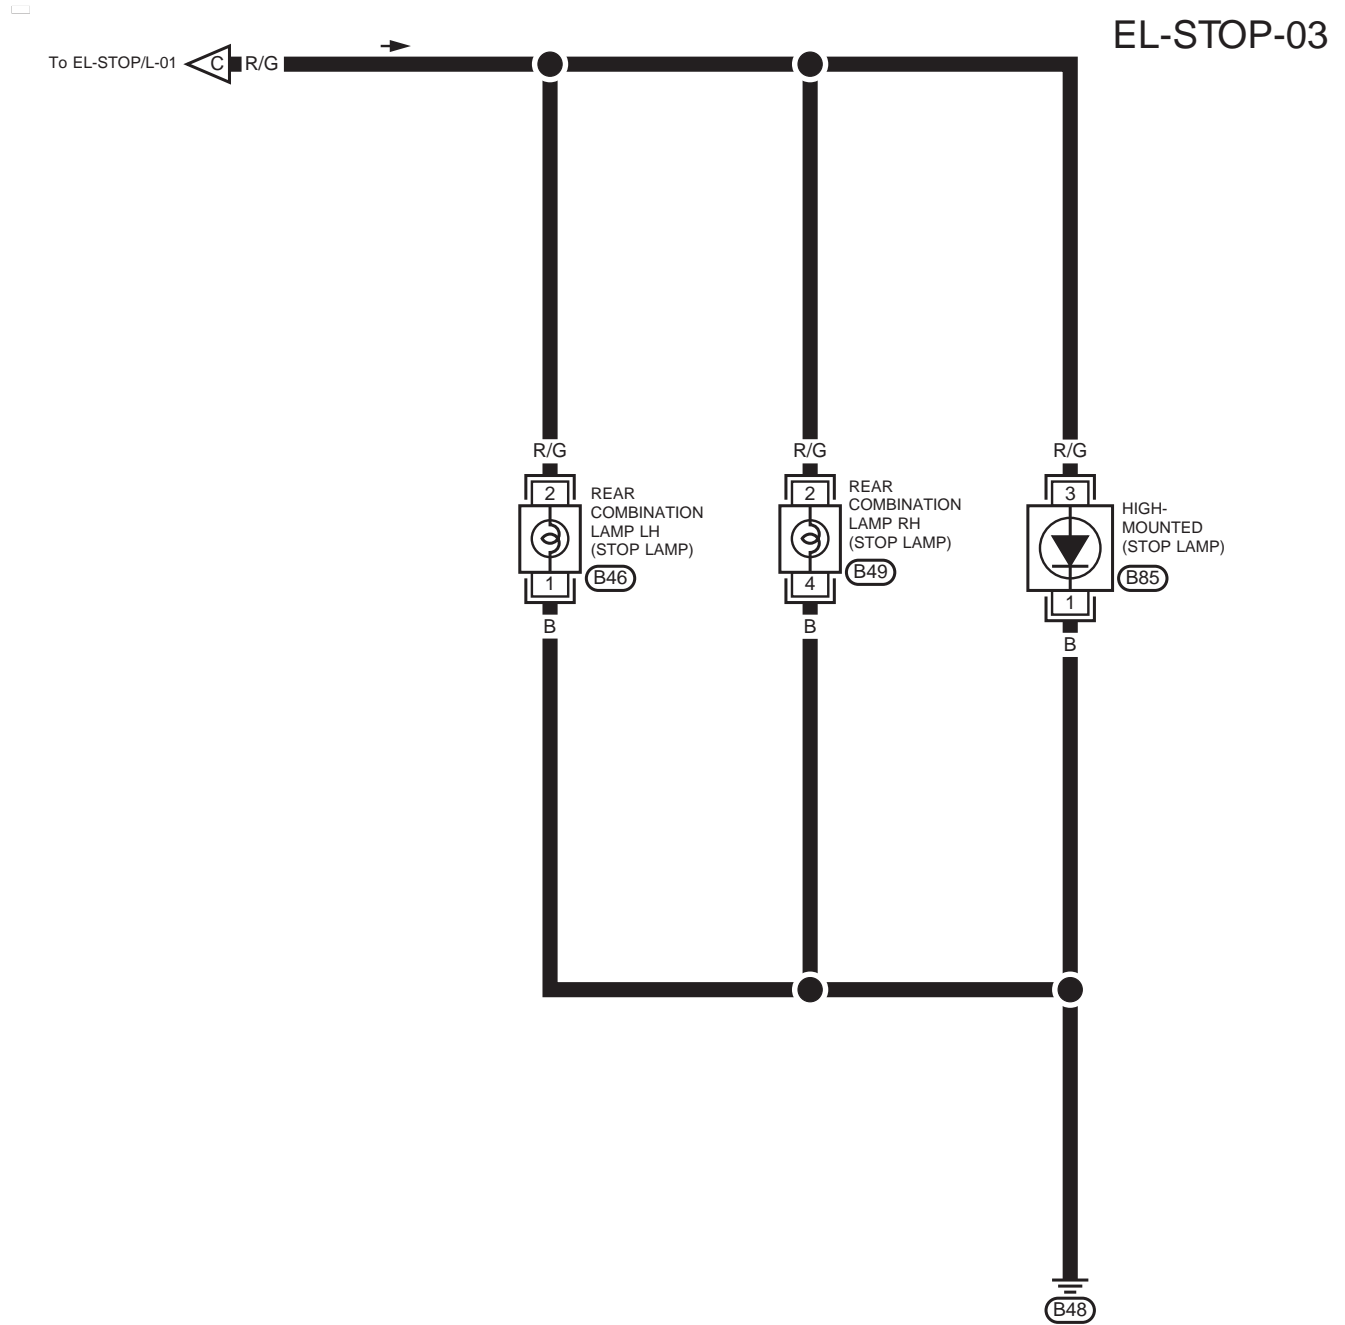 EL-STOP-03
To EL-STOP/L-01 C R/G
R/G
R/G
R/G
2
REAR
COMBINATION
LAMP LH
(STOP LAMP)
B46
1
B
2
REAR
COMBINATION
LAMP RH
(STOP LAMP)
B49
4
B
3
HIGH-
MOUNTED
(STOP LAMP)
B85
1
B
B48